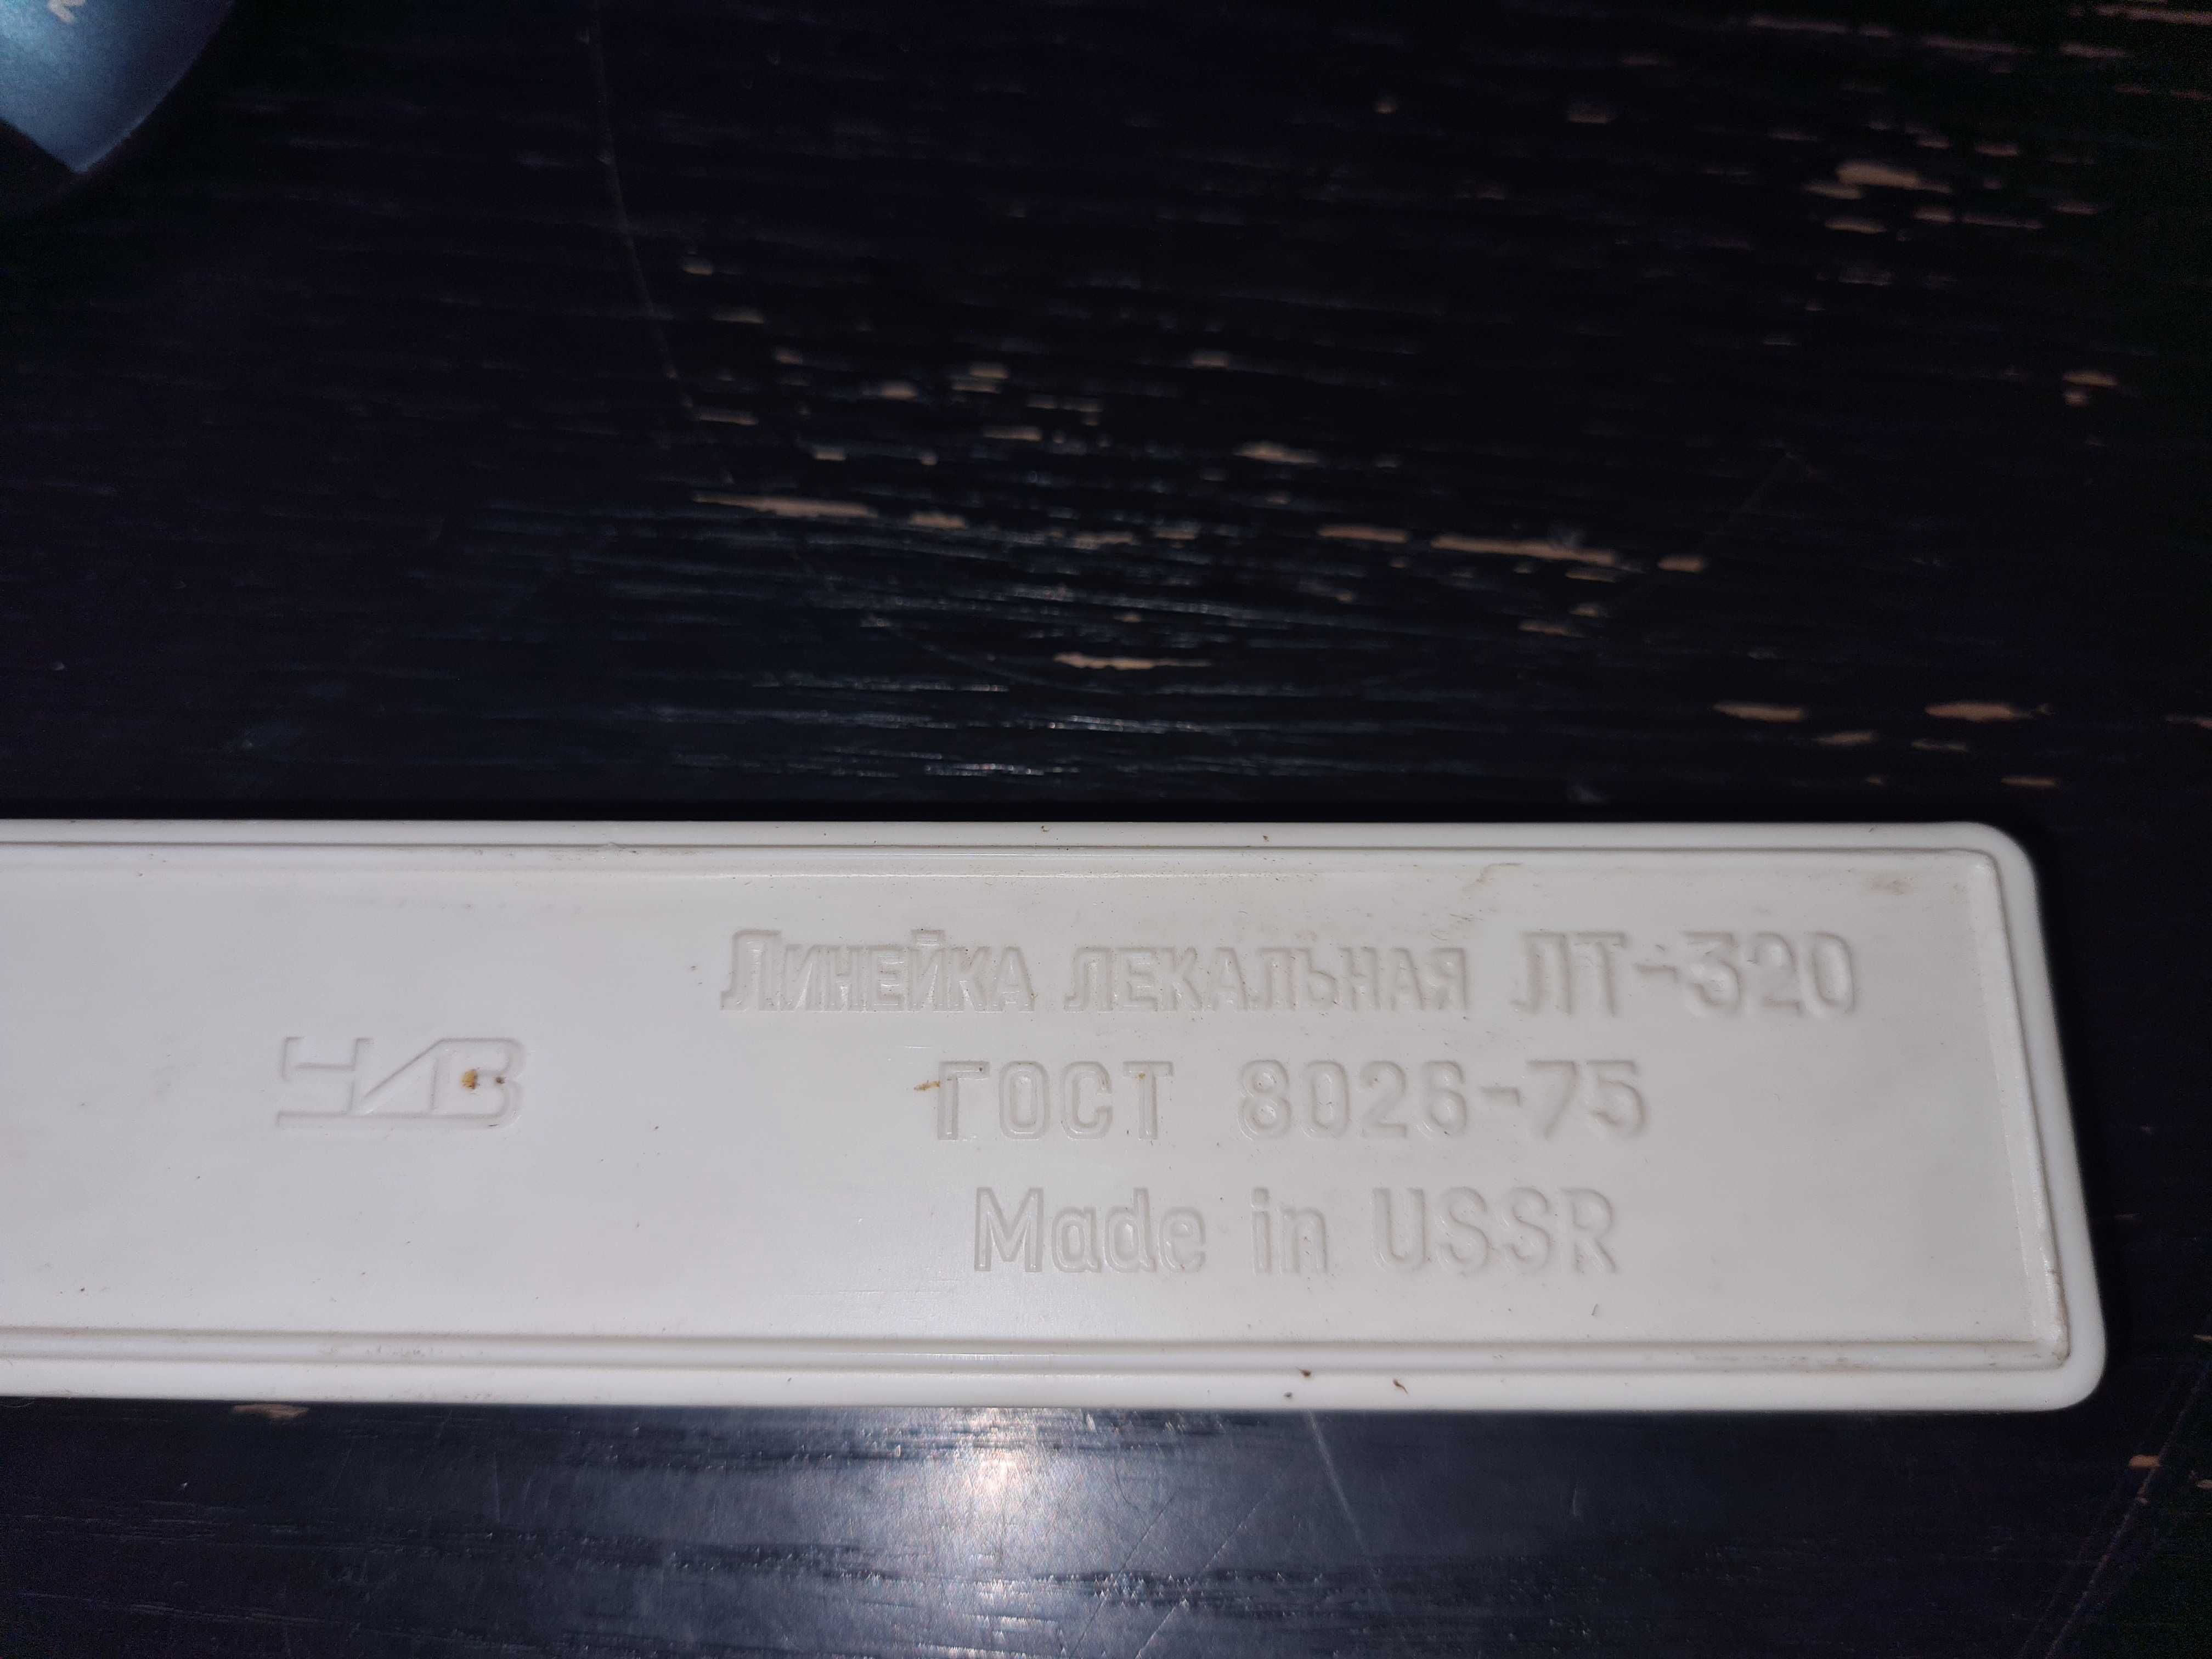 Линейка лекальная ЛТ-320
ГОСТ 8026-75
Made in USSR